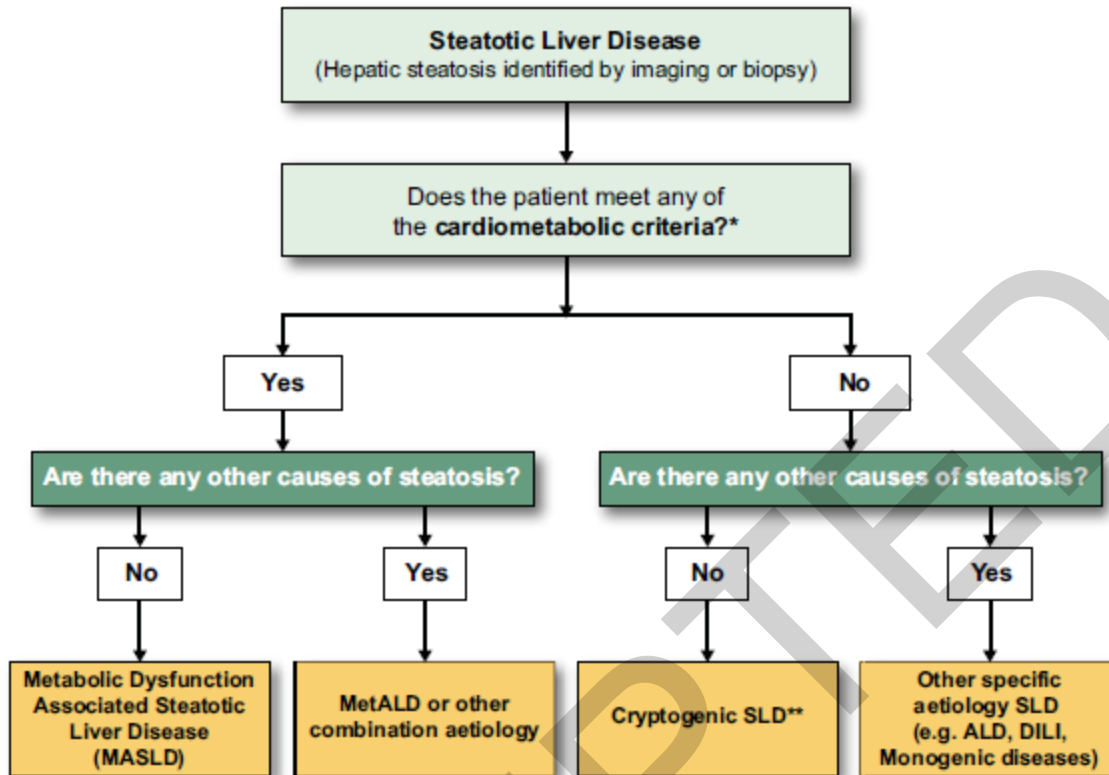 Steatotic Liver Disease
(Hepatic steatosis identified by imaging or biopsy)
Does the patient meet any of
the cardiometabolic criteria?*
Yes
No
Are there any other causes of steatosis?
Are there any other causes of steatosis?
No
Yes
No
Yes
Metabolic Dysfunction
Associated Steatotic
Liver Disease
(MASLD)
MetALD or other
combination aetiology
Cryptogenic SLD**
Other specific
aetiology SLD
(e.g. ALD, DILI,
Monogenic diseases)
PTED